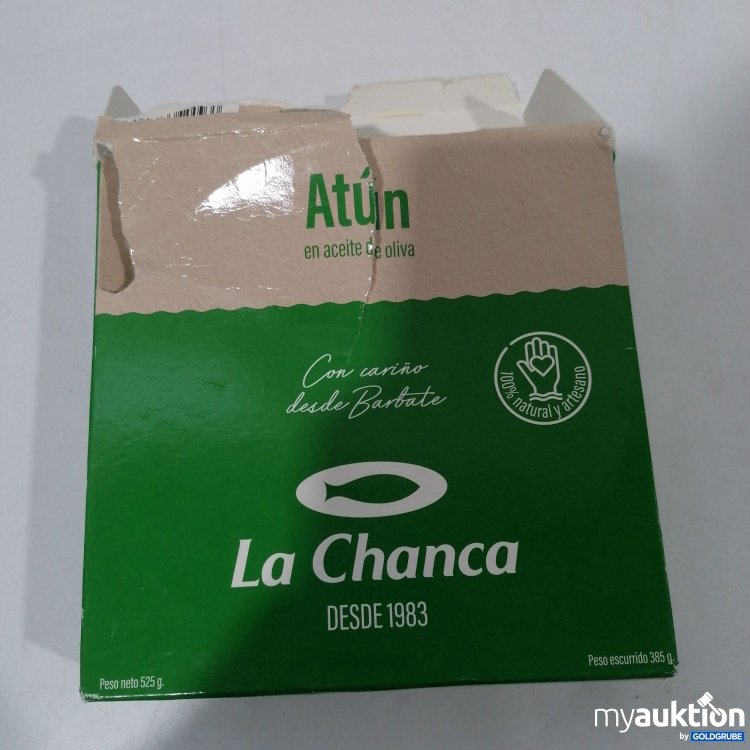 Atún
en aceite de oliva
Con cariño
desde Barbate
100% natural y artesano
La Chanca
DESDE 1983
Peso neto 525 g.
Peso escurrido 385 g.
myauktion
by GOLDGRUBE